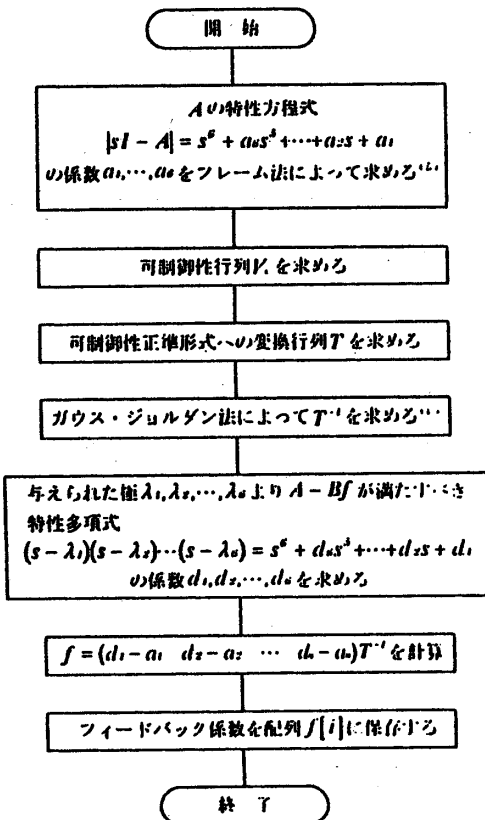 開 始
Aの特性方程式
|sI - A| = s⁶ + a₆s⁵ + ⋯ + a₂s + a₁
の係数a₁,⋯,a₆をフレーム法によって求める
可制御性行列V を求める
可制御性正準形式への変換行列Tを求める
ガウス・ジョルダン法によってT⁻¹を求める
与えられた極λ₁,λ₂,⋯,λ₆より A - Bf が満たすべき
特性多項式
(s - λ₁)(s - λ₂)⋯(s - λ₆) = s⁶ + d₆s⁵ + ⋯ + d₂s + d₁
の係数d₁,d₂,⋯,d₆を求める
f = (d₁ - a₁ d₂ - a₂ ⋯ d₆ - a₆)T⁻¹を計算
フィードバック係数を配列f[i]に保存する
終 了